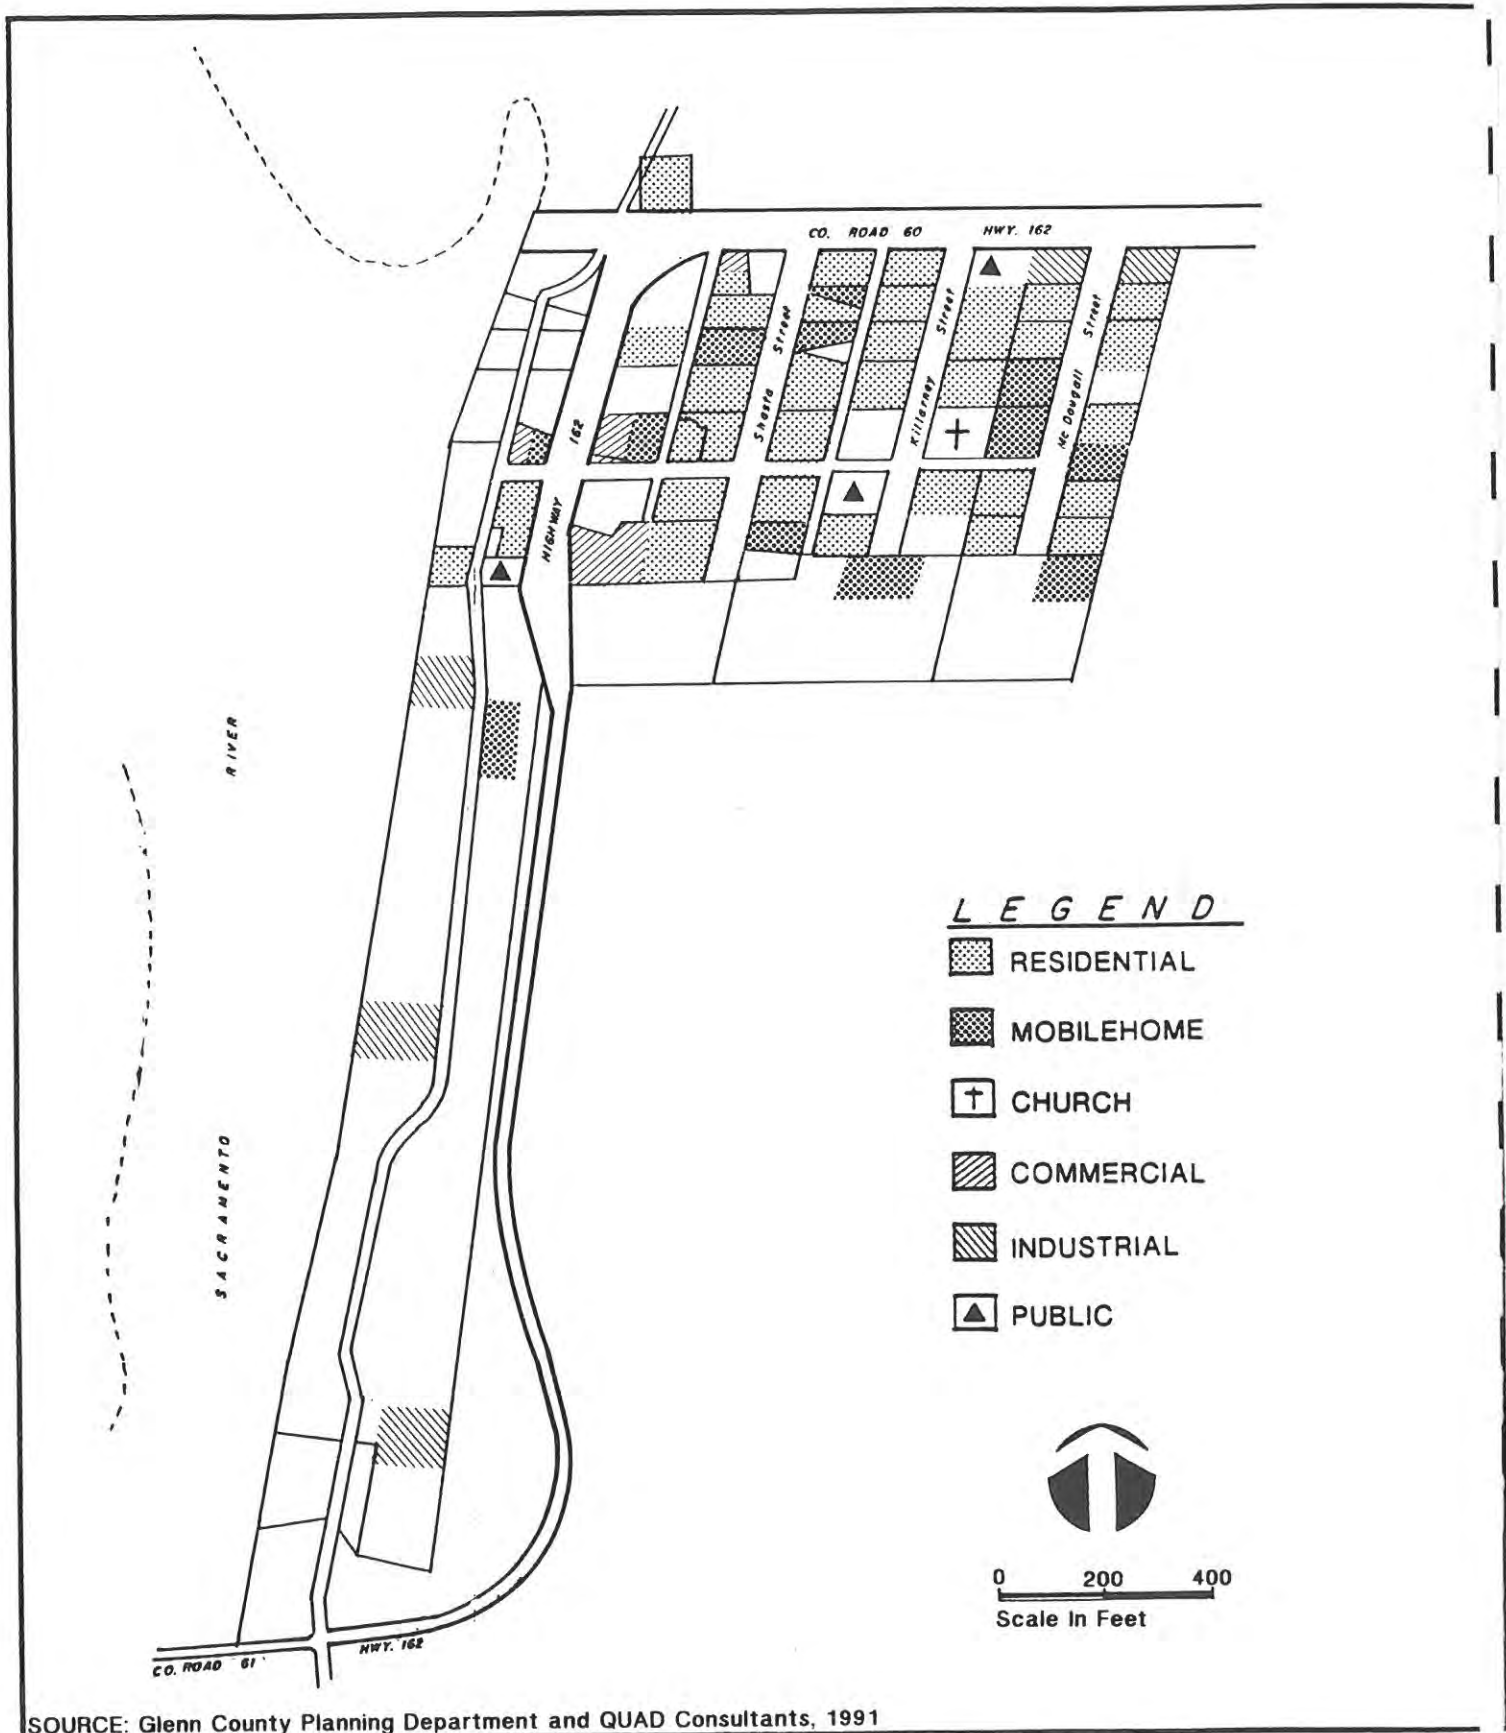 CO. ROAD 60 HWY. 162
Shasta Street
Killarney Street
Mc Dougall Street
HIGHWAY 162
RIVER
SACRAMENTO
LEGEND
RESIDENTIAL
MOBILEHOME
CHURCH
COMMERCIAL
INDUSTRIAL
PUBLIC
0 200 400
Scale In Feet
HWY. 162
CO. ROAD 61
SOURCE: Glenn County Planning Department and QUAD Consultants, 1991